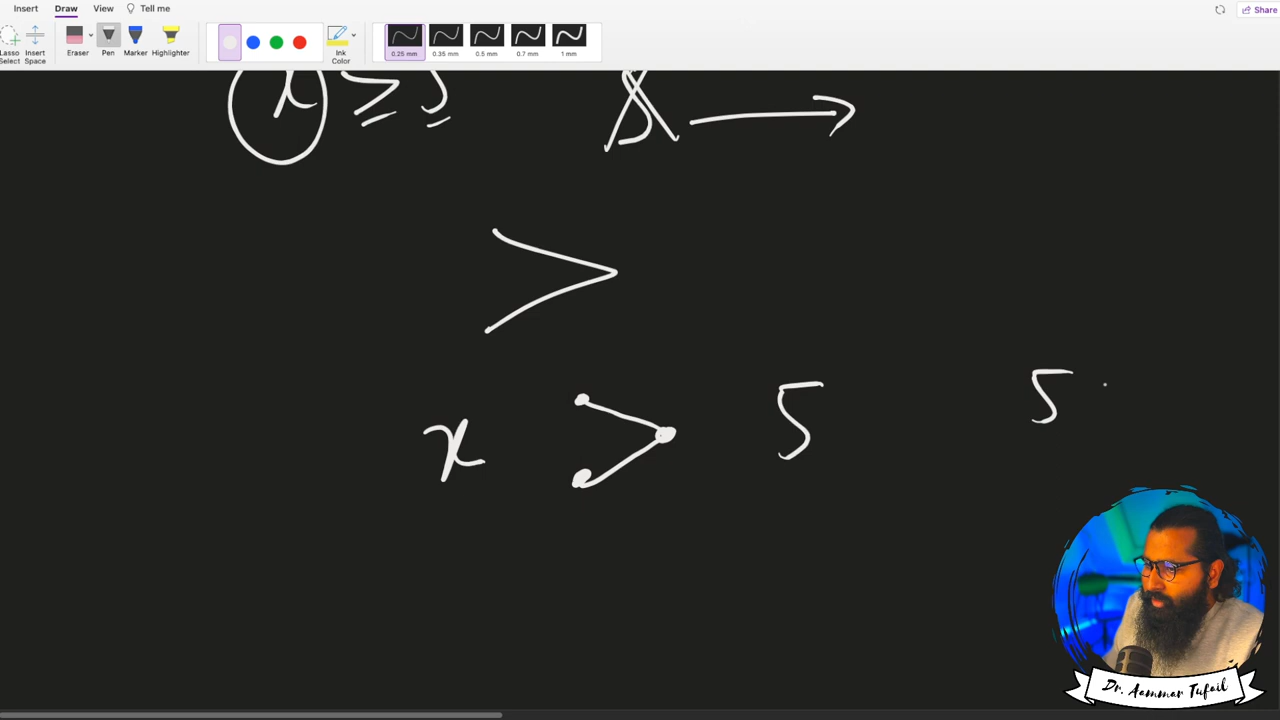 Insert View Tell me Share
Draw
Lasso Select Insert Space Eraser Pen Marker Highlighter Ink Color 0.25 mm 0.35 mm 0.5 mm 0.7 mm 1 mm
x ≥ 5
>
x > 5 5
Dr. Aammar Tufail